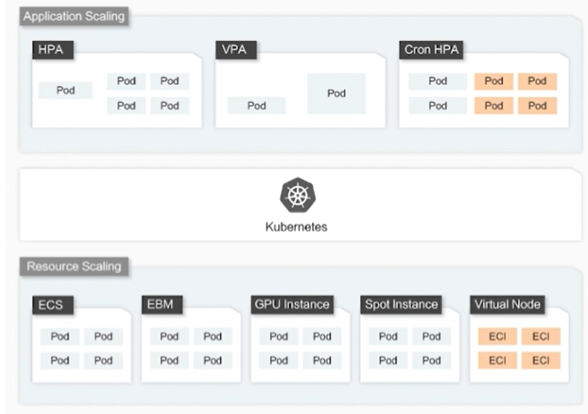 Application Scaling
HPA
VPA
Cron HPA
Pod
Pod Pod
Pod Pod
Pod
Pod
Pod Pod Pod
Pod Pod Pod
Kubernetes
Resource Scaling
ECS
EBM
GPU Instance
Spot Instance
Virtual Node
Pod Pod Pod Pod Pod Pod Pod Pod ECI ECI
Pod Pod Pod Pod Pod Pod Pod Pod ECI ECI